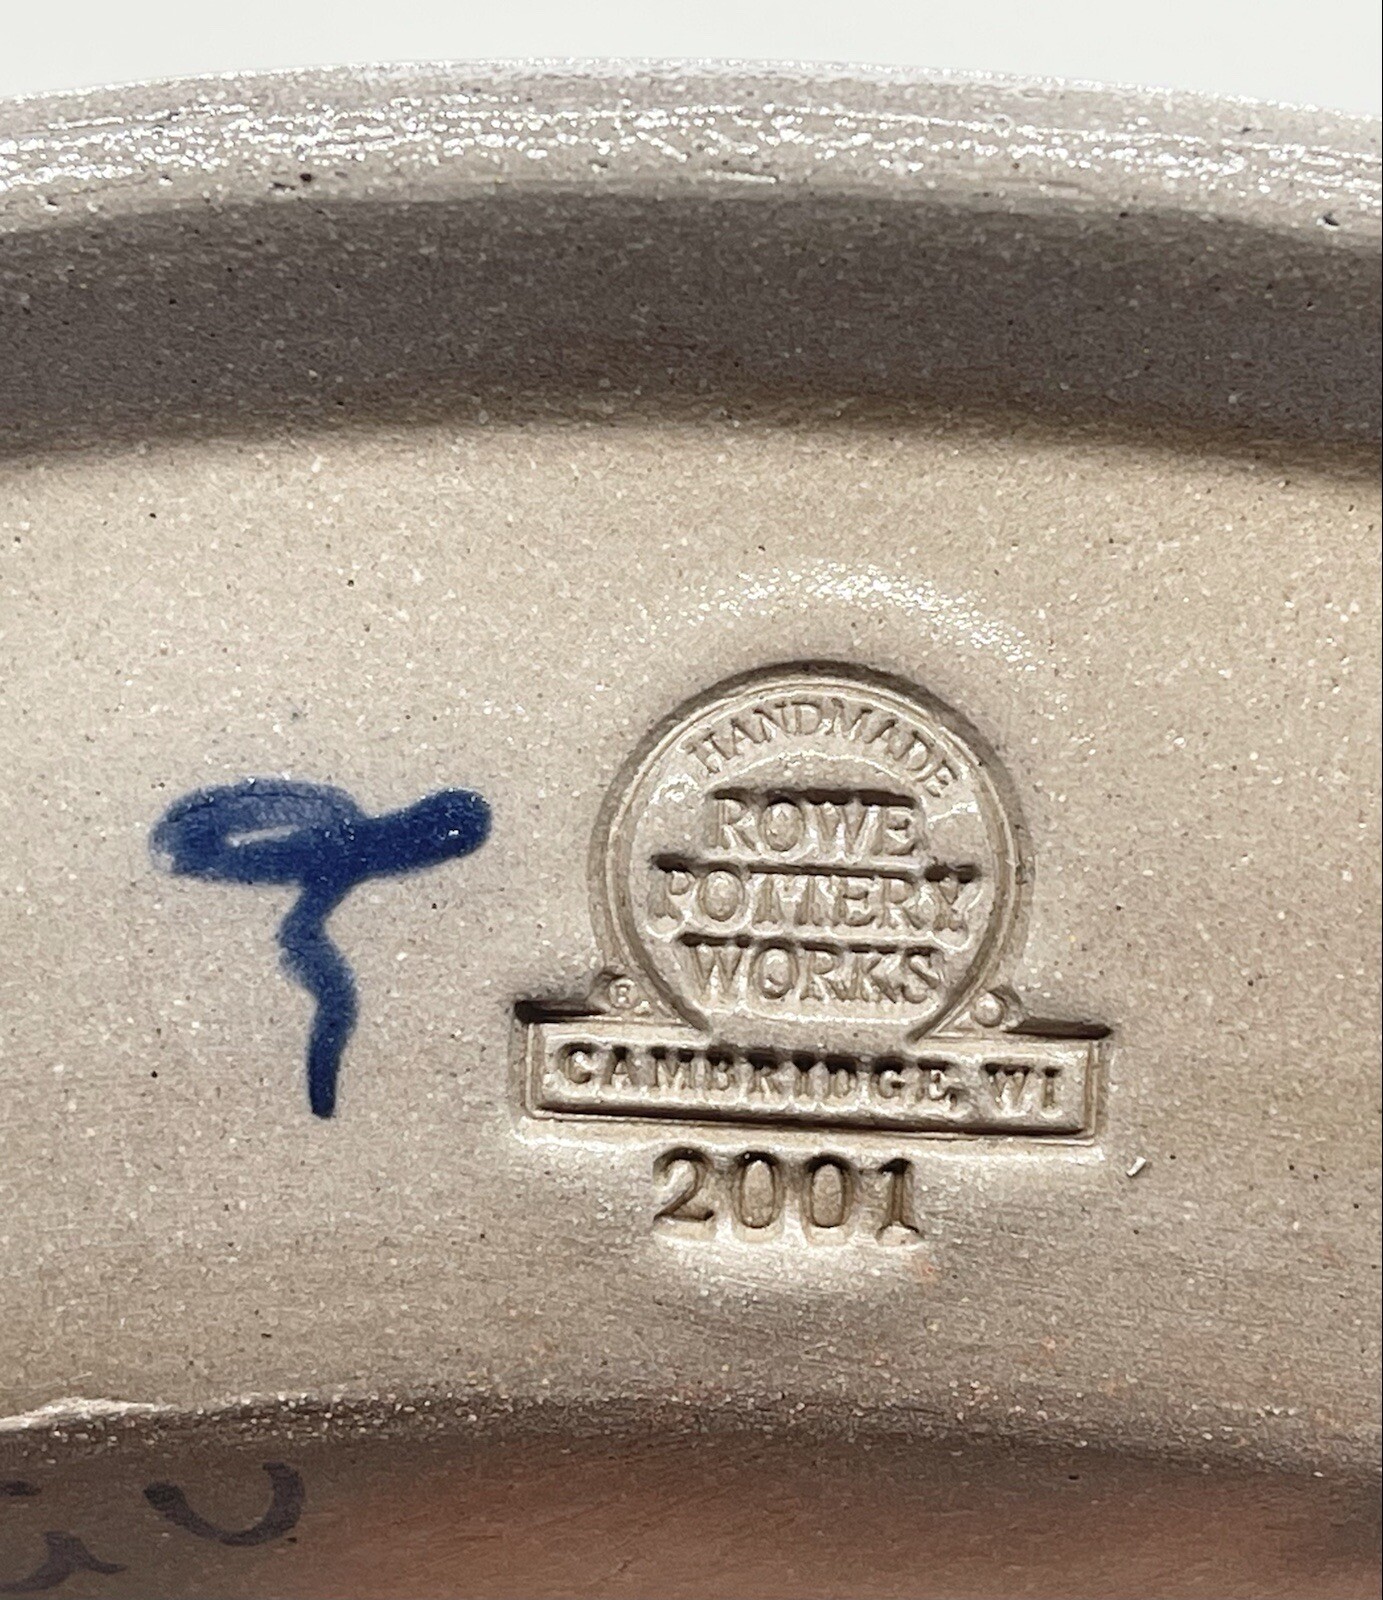 HANDMADE
ROWE
POTTERY
WORKS
®
CAMBRIDGE, WI
2001